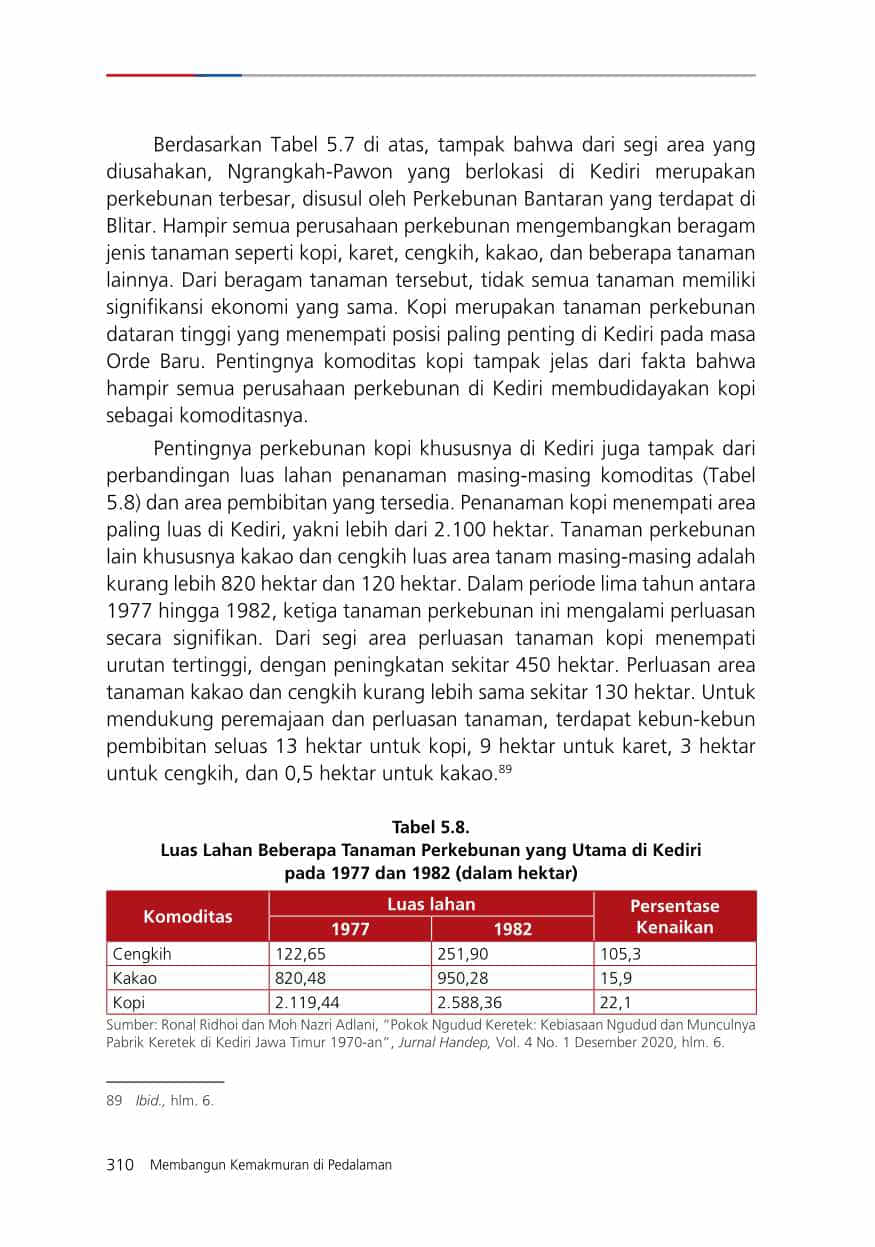 Berdasarkan Tabel 5.7 di atas, tampak bahwa dari segi area yang
diusahakan, Ngrangkah-Pawon yang berlokasi di Kediri merupakan
perkebunan terbesar, disusul oleh Perkebunan Bantaran yang terdapat di
Blitar. Hampir semua perusahaan perkebunan mengembangkan beragam
jenis tanaman seperti kopi, karet, cengkih, kakao, dan beberapa tanaman
lainnya. Dari beragam tanaman tersebut, tidak semua tanaman memiliki
signifikansi ekonomi yang sama. Kopi merupakan tanaman perkebunan
dataran tinggi yang menempati posisi paling penting di Kediri pada masa
Orde Baru. Pentingnya komoditas kopi tampak jelas dari fakta bahwa
hampir semua perusahaan perkebunan di Kediri membudidayakan kopi
sebagai komoditasnya.
Pentingnya perkebunan kopi khususnya di Kediri juga tampak dari
perbandingan luas lahan penanaman masing-masing komoditas (Tabel
5.8) dan area pembibitan yang tersedia. Penanaman kopi menempati area
paling luas di Kediri, yakni lebih dari 2.100 hektar. Tanaman perkebunan
lain khususnya kakao dan cengkih luas area tanam masing-masing adalah
kurang lebih 820 hektar dan 120 hektar. Dalam periode lima tahun antara
1977 hingga 1982, ketiga tanaman perkebunan ini mengalami perluasan
secara signifikan. Dari segi area perluasan tanaman kopi menempati
urutan tertinggi, dengan peningkatan sekitar 450 hektar. Perluasan area
tanaman kakao dan cengkih kurang lebih sama sekitar 130 hektar. Untuk
mendukung peremajaan dan perluasan tanaman, terdapat kebun-kebun
pembibitan seluas 13 hektar untuk kopi, 9 hektar untuk karet, 3 hektar
untuk cengkih, dan 0,5 hektar untuk kakao.89
Tabel 5.8.
Luas Lahan Beberapa Tanaman Perkebunan yang Utama di Kediri
pada 1977 dan 1982 (dalam hektar)
Komoditas Luas lahan Persentase Kenaikan
1977 1982
Cengkih 122,65 251,90 105,3
Kakao 820,48 950,28 15,9
Kopi 2.119,44 2.588,36 22,1
Sumber: Ronal Ridhoi dan Moh Nazri Adlani, "Pokok Ngudud Keretek: Kebiasaan Ngudud dan Munculnya
Pabrik Keretek di Kediri Jawa Timur 1970-an", Jurnal Handep, Vol. 4 No. 1 Desember 2020, hlm. 6.
89 Ibid., hlm. 6.
310 Membangun Kemakmuran di Pedalaman